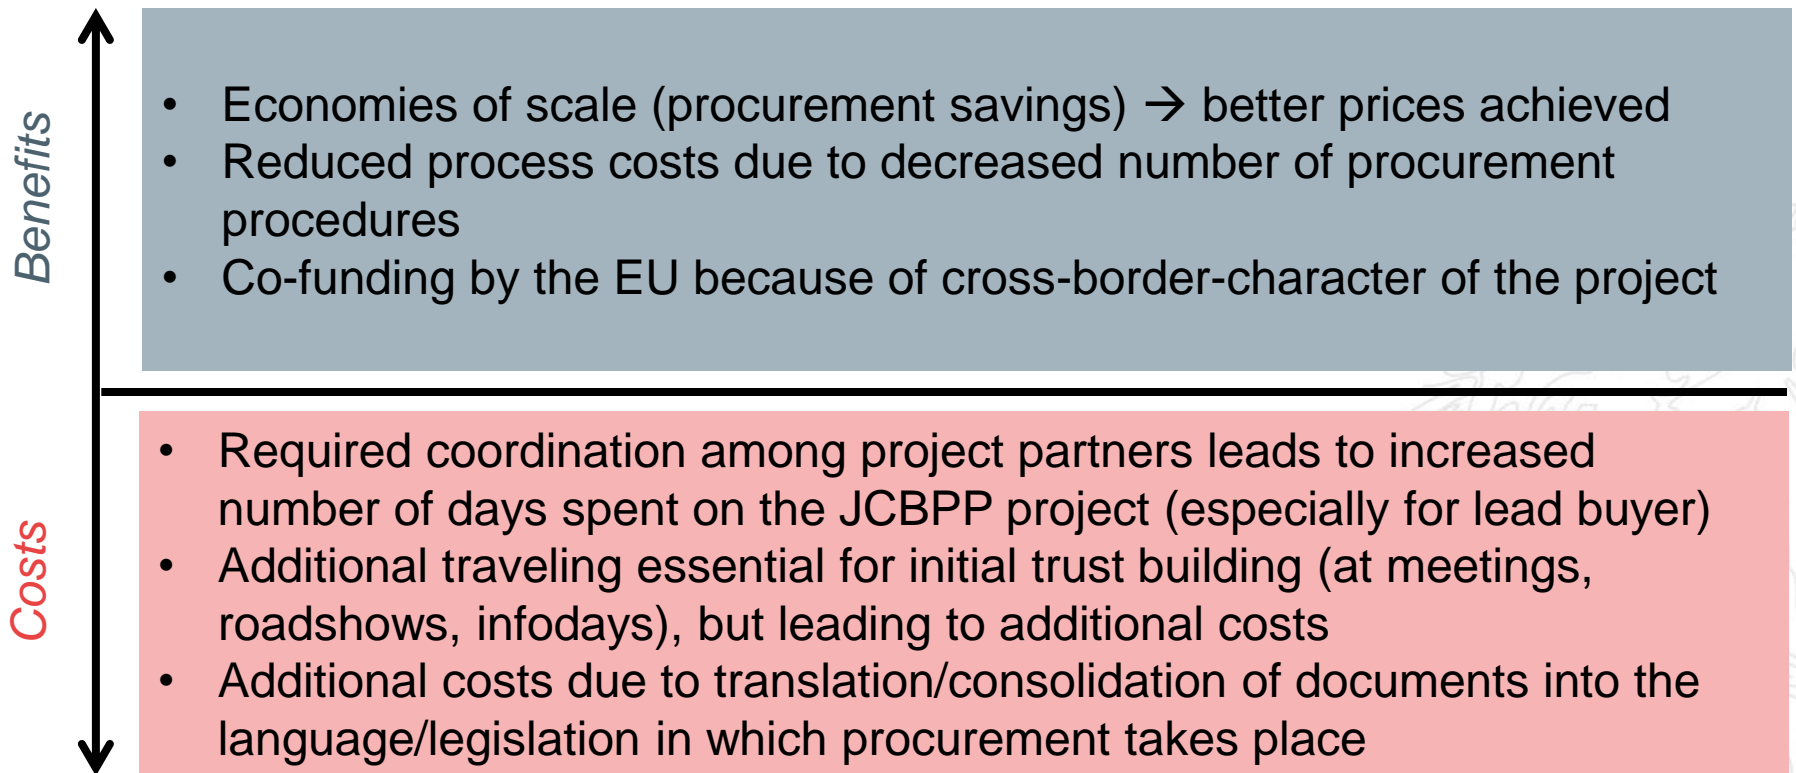 Benefits
• Economies of scale (procurement savings) → better prices achieved
• Reduced process costs due to decreased number of procurement
procedures
• Co-funding by the EU because of cross-border-character of the project
Costs
• Required coordination among project partners leads to increased
number of days spent on the JCBPP project (especially for lead buyer)
• Additional traveling essential for initial trust building (at meetings,
roadshows, infodays), but leading to additional costs
• Additional costs due to translation/consolidation of documents into the
language/legislation in which procurement takes place